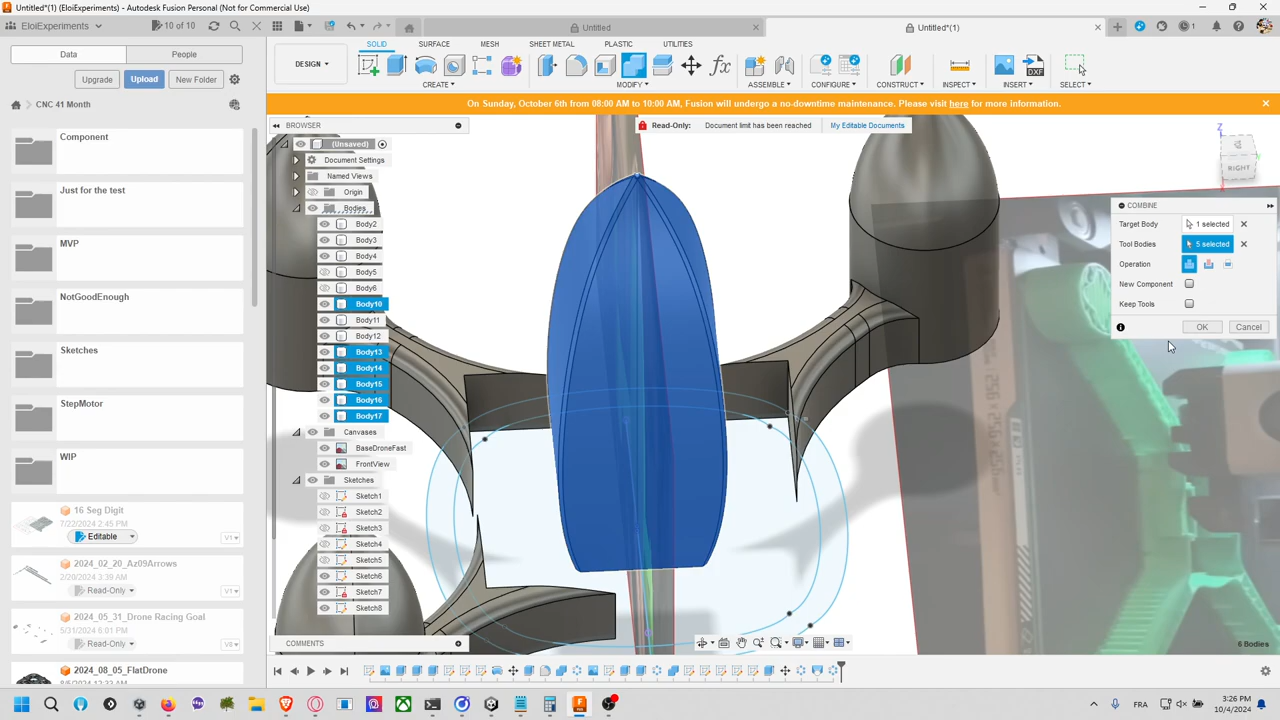 Untitled*(1) - Autodesk Fusion Personal (Not for Commercial Use)
EloiExperiments
10 of 10
Untitled
Untitled*(1)
1
Data
People
Upgrade
Upload
New Folder
CNC 41 Month
Component
Just for the test
MVP
NotGoodEnough
Sketches
StepMotor
WIP
16 Seg Digit
7/22/2024 2:45 PM
Editable
V1
2024_02_20_Az09Arrows
2/20/2024 8:39 AM
Read-Only
V1
2024_05_31_Drone Racing Goal
5/31/2024 6:01 PM
Read-Only
V4
2024_08_05_FlatDrone
DESIGN
SOLID
SURFACE
MESH
SHEET METAL
PLASTIC
UTILITIES
CREATE
MODIFY
ASSEMBLE
CONFIGURE
CONSTRUCT
INSPECT
INSERT
SELECT
DXF
On Sunday, October 6th from 08:00 AM to 10:00 AM, Fusion will undergo a no-downtime maintenance. Please visit here for more information.
Read-Only:
Document limit has been reached
My Editable Documents
BROWSER
(Unsaved)
Document Settings
Named Views
Origin
Bodies
Body2
Body3
Body4
Body5
Body6
Body10
Body11
Body12
Body13
Body14
Body15
Body16
Body17
Canvases
BaseDroneFast
FrontView
Sketches
Sketch1
Sketch2
Sketch3
Sketch4
Sketch5
Sketch6
Sketch7
Sketch8
COMMENTS
Z
RIGHT
COMBINE
Target Body
1 selected
Tool Bodies
5 selected
Operation
New Component
Keep Tools
OK
Cancel
6 Bodies
FRA
3:26 PM
10/4/2024